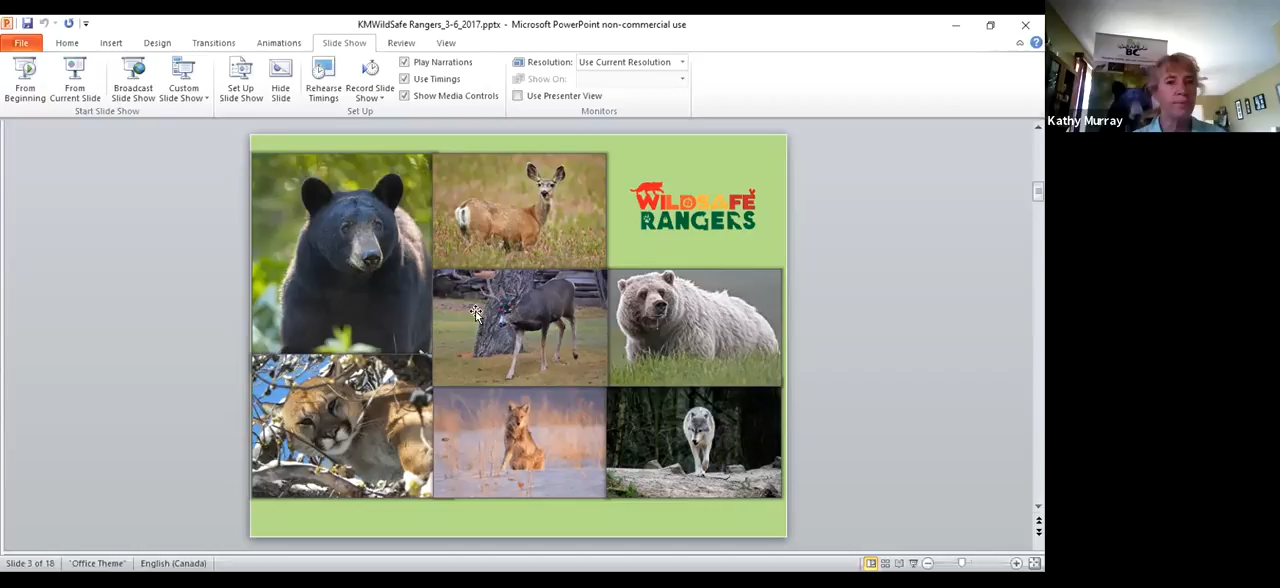 KMWildSafe Rangers_3-6_2017.pptx - Microsoft PowerPoint non-commercial use
File Home Insert Design Transitions Animations Slide Show Review View
From Beginning
From Current Slide
Broadcast Slide Show
Custom Slide Show
Start Slide Show
Set Up Slide Show
Hide Slide
Rehearse Timings
Record Slide Show
Play Narrations
Use Timings
Show Media Controls
Set Up
Resolution: Use Current Resolution
Show On:
Use Presenter View
Monitors
BC
Kathy Murray
WILDSAFE
RANGERS
Slide 3 of 18 "Office Theme" English (Canada)